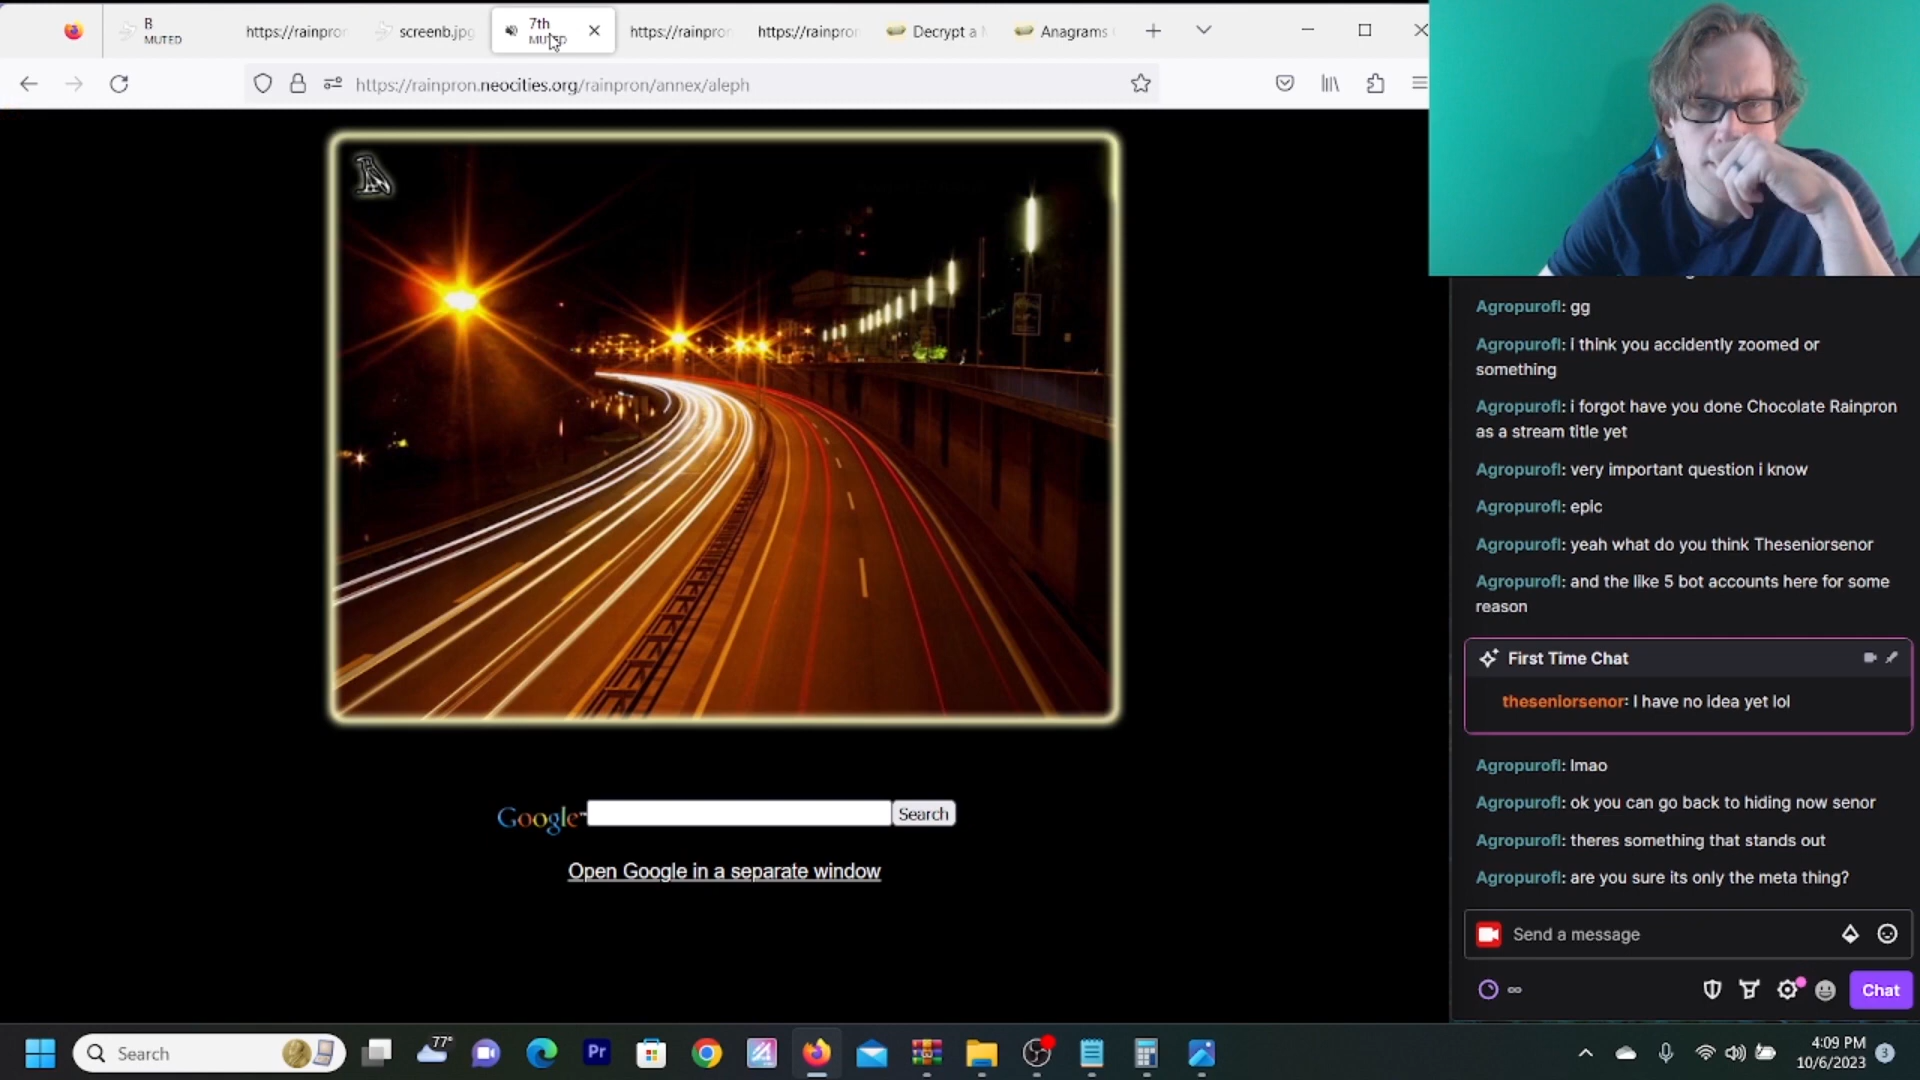 B
MUTED
https://rainpror
screenb.jpg
7th
MUTED
https://rainpror
https://rainpror
Decrypt a
Anagrams
https://rainpron.neocities.org/rainpron/annex/aleph
Google™
Search
Open Google in a separate window
Agropurofl: gg
Agropurofl: i think you accidently zoomed or
something
Agropurofl: i forgot have you done Chocolate Rainpron
as a stream title yet
Agropurofl: very important question i know
Agropurofl: epic
Agropurofl: yeah what do you think Theseniorsenor
Agropurofl: and the like 5 bot accounts here for some
reason
First Time Chat
theseniorsenor: I have no idea yet lol
Agropurofl: lmao
Agropurofl: ok you can go back to hiding now senor
Agropurofl: theres something that stands out
Agropurofl: are you sure its only the meta thing?
Send a message
∞
Chat
Search
77°
Pr
4:09 PM
10/6/2023
3